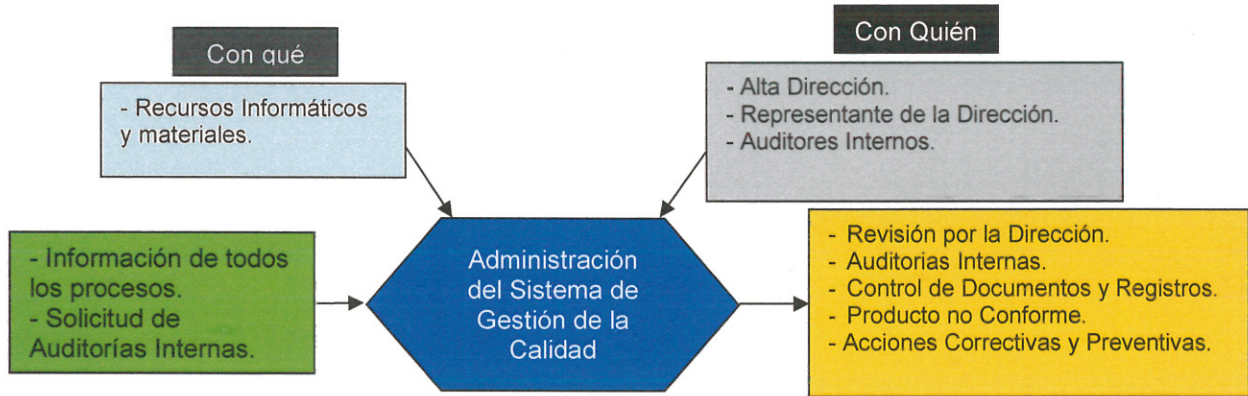 Con qué
- Recursos Informáticos
y materiales.
Con Quién
- Alta Dirección.
- Representante de la Dirección.
- Auditores Internos.
- Información de todos
los procesos.
- Solicitud de
Auditorías Internas.
Administración
del Sistema de
Gestión de la
Calidad
- Revisión por la Dirección.
- Auditorias Internas.
- Control de Documentos y Registros.
- Producto no Conforme.
- Acciones Correctivas y Preventivas.